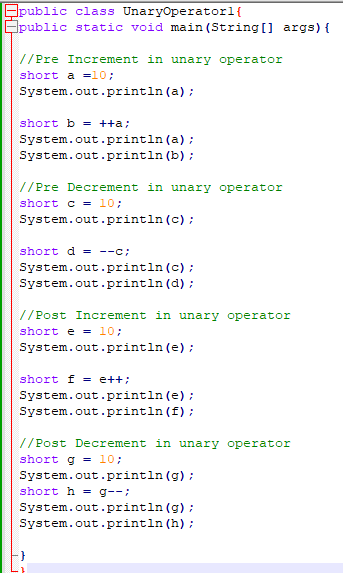 public class UnaryOperator1{
public static void main(String[] args){
//Pre Increment in unary operator
short a =10;
System.out.println(a);
short b = ++a;
System.out.println(a);
System.out.println(b);
//Pre Decrement in unary operator
short c = 10;
System.out.println(c);
short d = --c;
System.out.println(c);
System.out.println(d);
//Post Increment in unary operator
short e = 10;
System.out.println(e);
short f = e++;
System.out.println(e);
System.out.println(f);
//Post Decrement in unary operator
short g = 10;
System.out.println(g);
short h = g--;
System.out.println(g);
System.out.println(h);
}
}